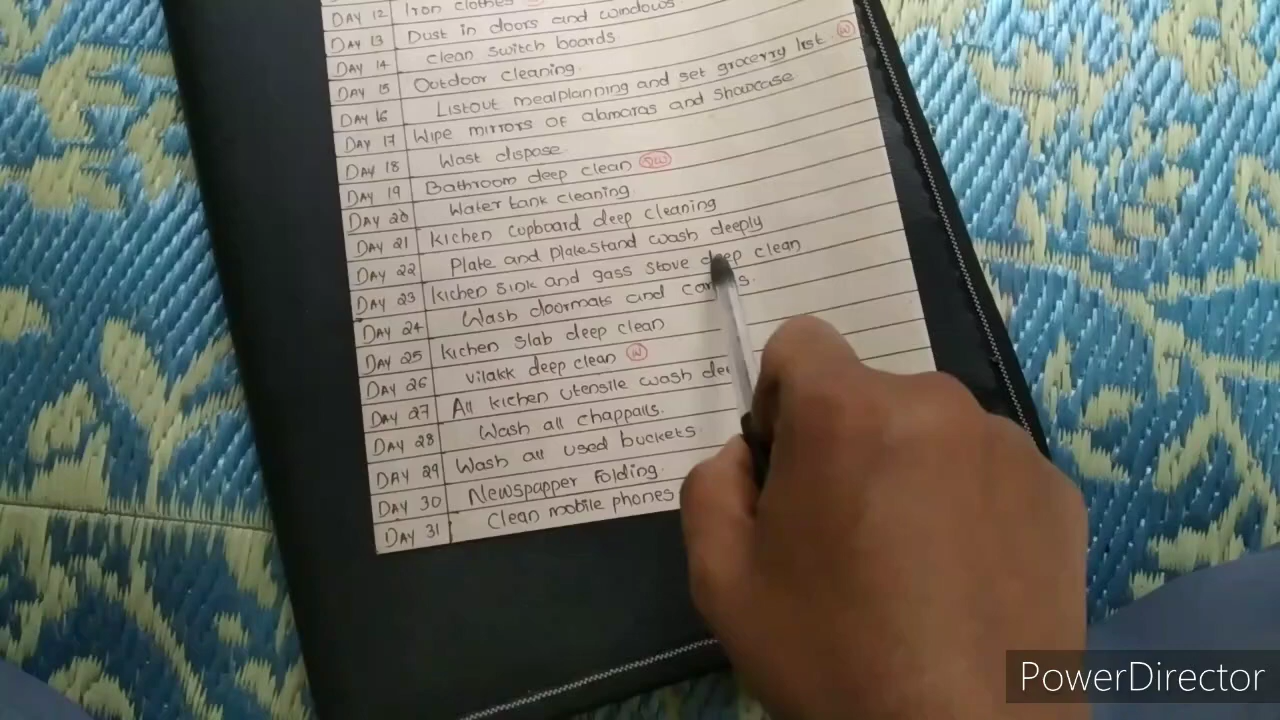 DAY 12 Iron clothes
DAY 13 Dust in doors and windows
DAY 14 clean switch boards
DAY 15 Outdoor cleaning
DAY 16 Listout mealplanning and set grocerry list W
DAY 17 Wipe mirrors of alamaras and showcase
DAY 18 Wast dispose
DAY 19 Bathroom deep clean
DAY 20 Water tank cleaning
DAY 21 kichen cupboard deep cleaning
DAY 22 Plate and platestand wash deeply
DAY 23 kichen sink and gass stove deep clean
DAY 24 Wash doormats and
DAY 25 kichen slab deep clean
DAY 26 vilakk deep clean W
DAY 27 All kichen utensile wash
DAY 28 Wash all chappalls.
DAY 29 Wash all used buckets
DAY 30 Newspapper Folding.
DAY 31 Clean mobile phones
PowerDirector